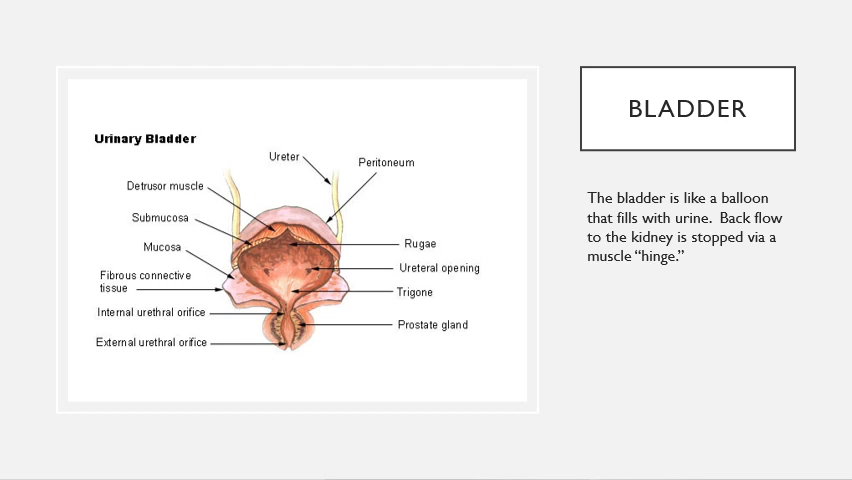 BLADDER
Urinary Bladder
Ureter
Peritoneum
Detrusor muscle
Submucosa
Mucosa
Fibrous connective
tissue
Internal urethral orifice
External urethral orifice
Rugae
Ureteral opening
Trigone
Prostate gland
The bladder is like a balloon
that fills with urine.  Back flow
to the kidney is stopped via a
muscle “hinge.”